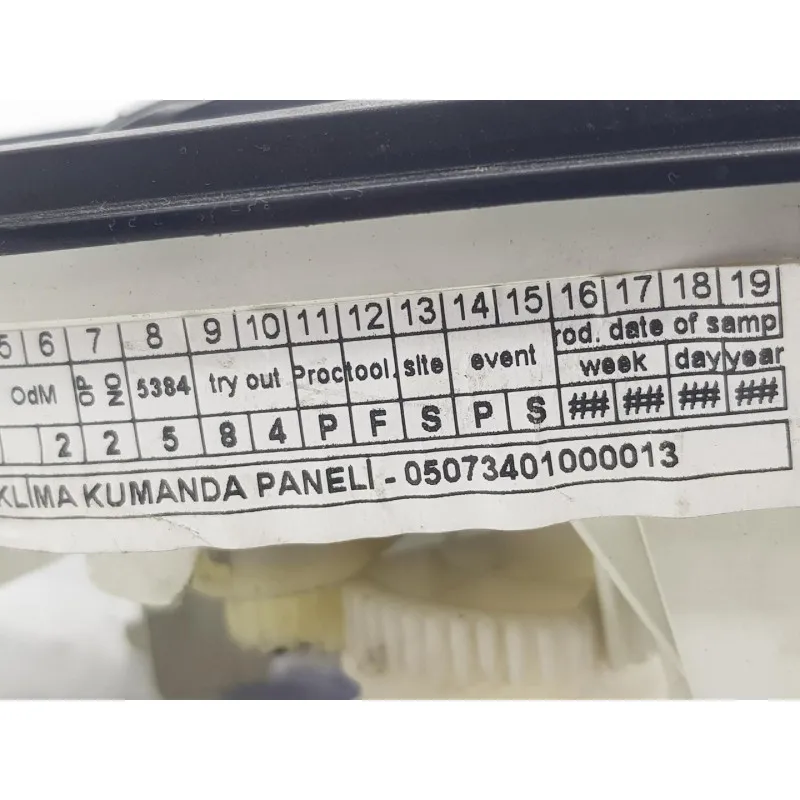 5 6 7 8 9 10 11 12 13 14 15 16 17 18 19
OdM OP NO 5384 try out Proc tool. site event rod. date of samp
week day year
2 2 5 8 4 P F S P S ## ## ## ##
KLİMA KUMANDA PANELİ - 05073401000013